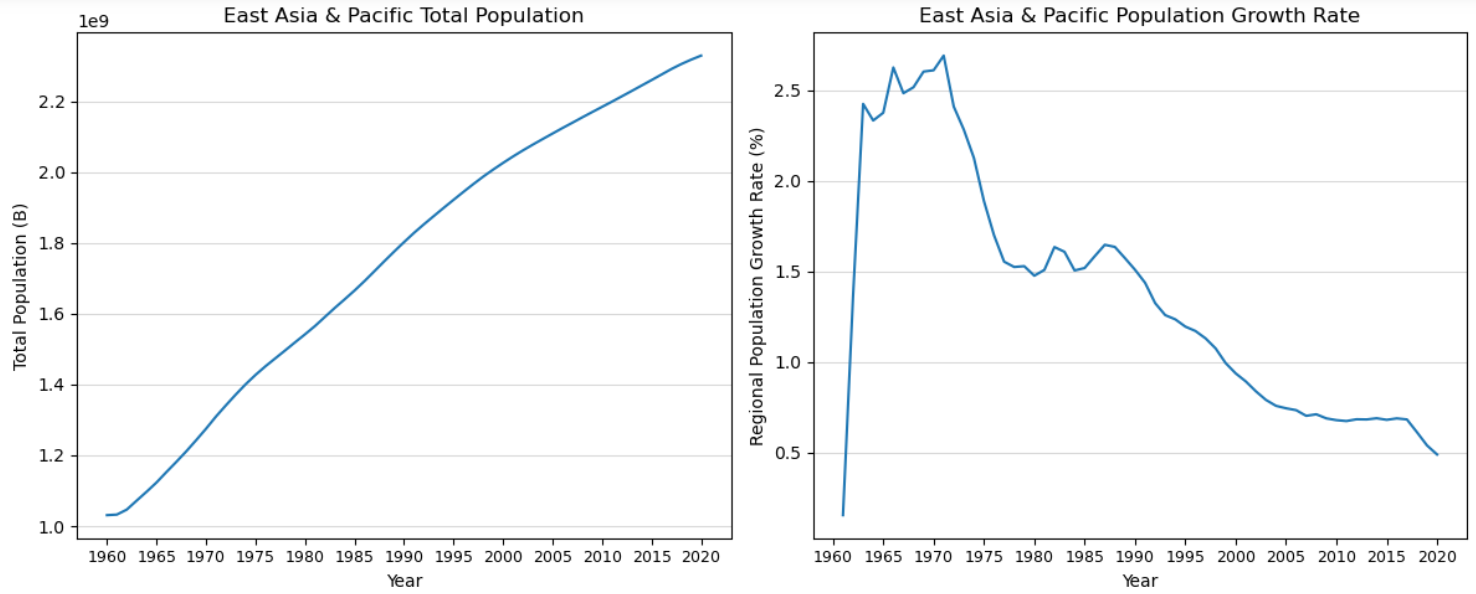 East Asia & Pacific Total Population
1e9
2.2
2.0
1.8
1.6
1.4
1.2
1.0
Total Population (B)
1960 1965 1970 1975 1980 1985 1990 1995 2000 2005 2010 2015 2020
Year
East Asia & Pacific Population Growth Rate
2.5
2.0
1.5
1.0
0.5
Regional Population Growth Rate (%)
1960 1965 1970 1975 1980 1985 1990 1995 2000 2005 2010 2015 2020
Year